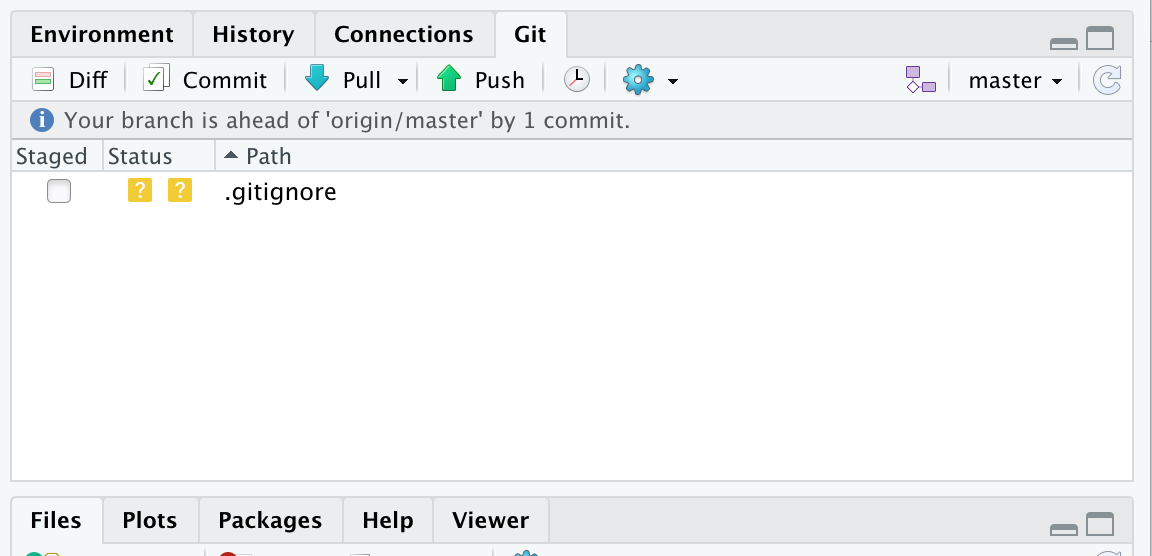 Environment History Connections Git
Diff Commit Pull Push master
i Your branch is ahead of 'origin/master' by 1 commit.
Staged Status Path
? ? .gitignore
Files Plots Packages Help Viewer